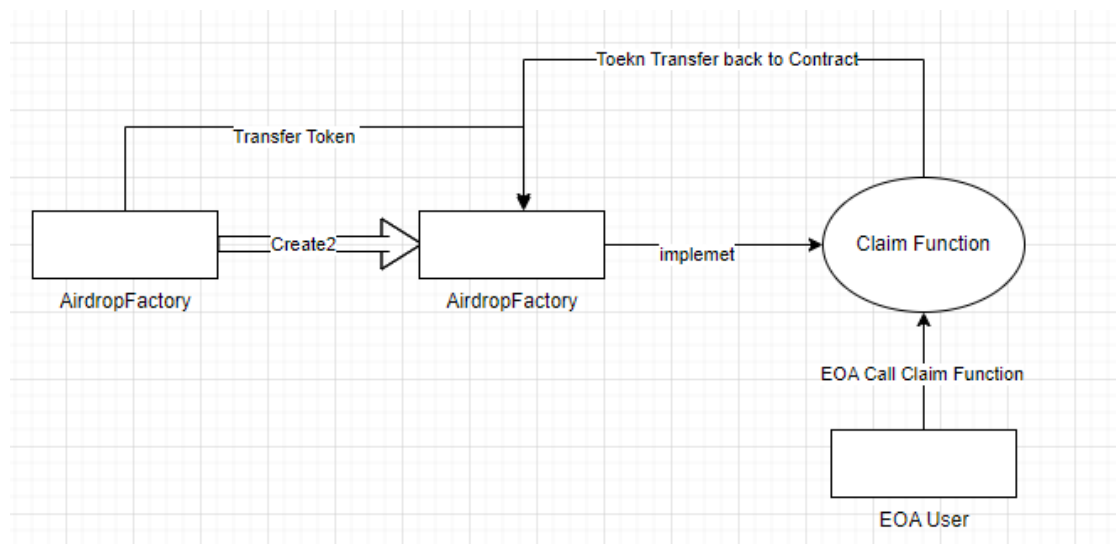 Toekn Transfer back to Contract
Transfer Token
Create2
implemet
Claim Function
AirdropFactory
AirdropFactory
EOA Call Claim Function
EOA User